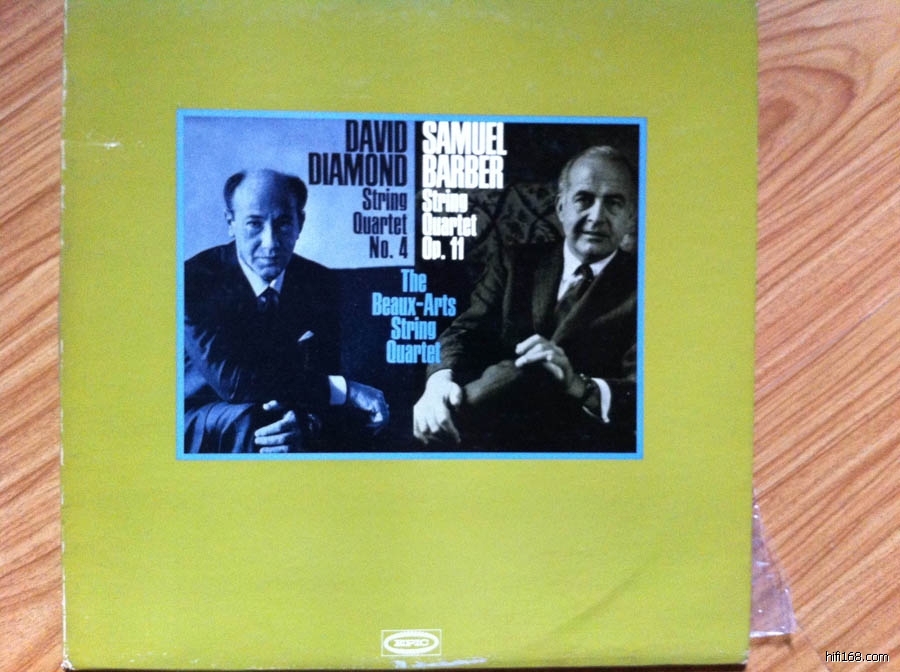 DAVID
DIAMOND
String
Quartet
No. 4
SAMUEL
BARBER
String
Quartet
Op. 11
The
Beaux-Arts
String
Quartet
EPIC
hifi168.com